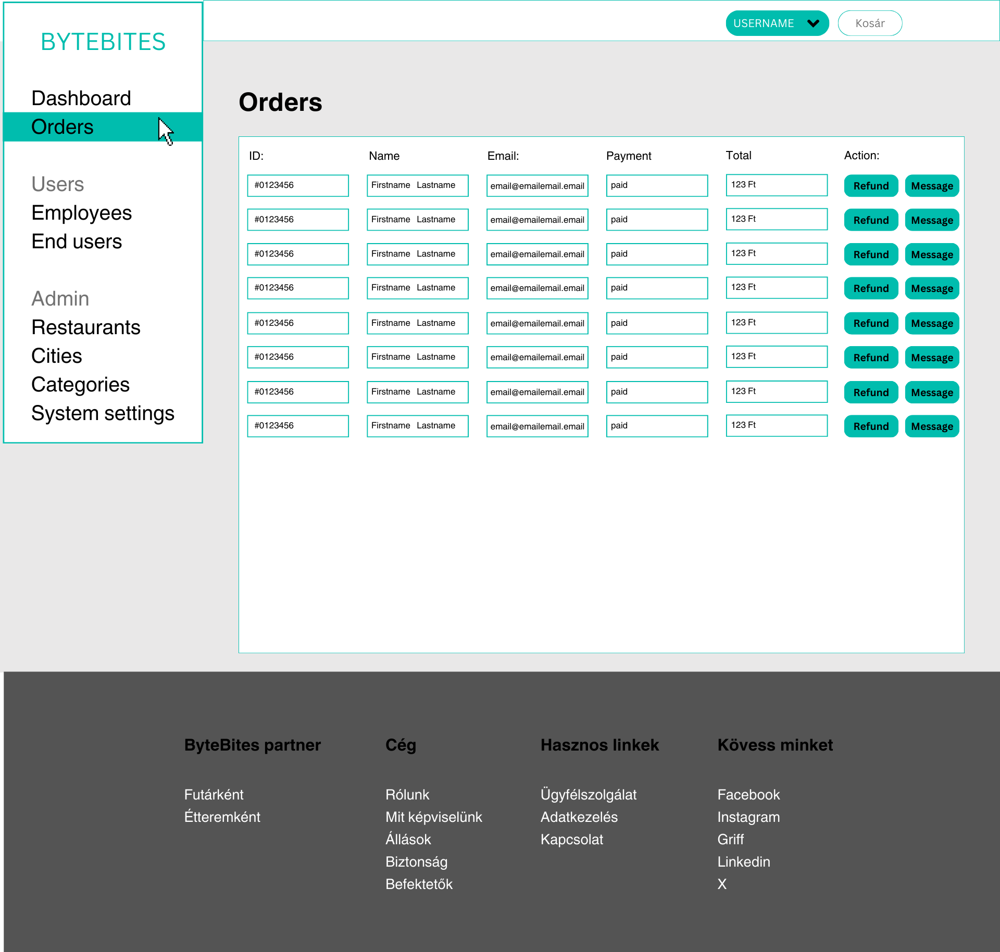 USERNAME Kosár
BYTEBITES
Dashboard
Orders
Users
Employees
End users
Admin
Restaurants
Cities
Categories
System settings
Orders
ID: Name Email: Payment Total Action:
#0123456 Firstname Lastname email@emailemail.email paid 123 Ft Refund Message
#0123456 Firstname Lastname email@emailemail.email paid 123 Ft Refund Message
#0123456 Firstname Lastname email@emailemail.email paid 123 Ft Refund Message
#0123456 Firstname Lastname email@emailemail.email paid 123 Ft Refund Message
#0123456 Firstname Lastname email@emailemail.email paid 123 Ft Refund Message
#0123456 Firstname Lastname email@emailemail.email paid 123 Ft Refund Message
#0123456 Firstname Lastname email@emailemail.email paid 123 Ft Refund Message
#0123456 Firstname Lastname email@emailemail.email paid 123 Ft Refund Message
ByteBites partner
Futárként
Étteremként
Cég
Rólunk
Mit képviselünk
Állások
Biztonság
Befektetők
Hasznos linkek
Ügyfélszolgálat
Adatkezelés
Kapcsolat
Kövess minket
Facebook
Instagram
Griff
Linkedin
X